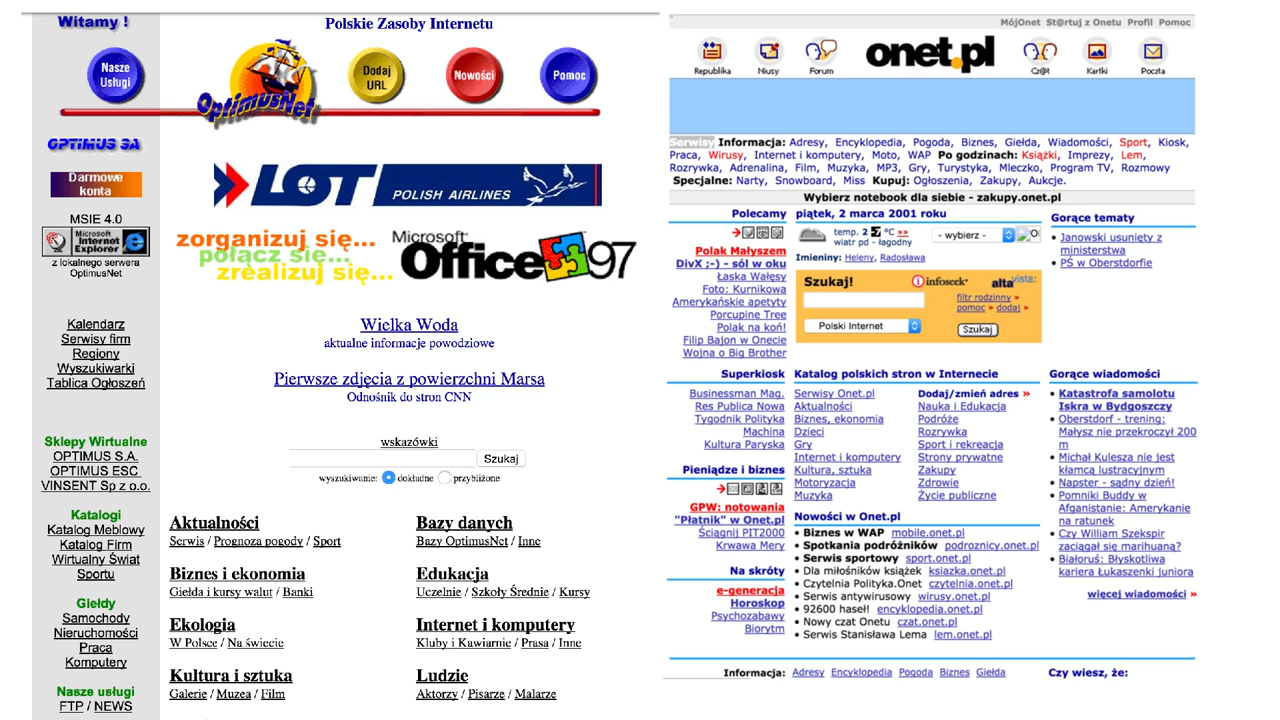 Witamy !
Polskie Zasoby Internetu
Nasze
Usługi
OptimusNet
Dodaj
URL
Nowości
Pomoc
OPTIMUS SA
Darmowe
konta
MSIE 4.0
Microsoft
Internet
Explorer
z lokalnego serwera
OptimusNet
LOT POLISH AIRLINES
zorganizuj się...
połącz się...
zrealizuj się...
Microsoft
Office 97
Kalendarz
Serwisy firm
Regiony
Wyszukiwarki
Tablica Ogłoszeń
Wielka Woda
aktualne informacje powodziowe
Pierwsze zdjęcia z powierzchni Marsa
Odnośnik do stron CNN
wskazówki
Szukaj
wyszukiwanie: dokładne przybliżone
Sklepy Wirtualne
OPTIMUS S.A.
OPTIMUS ESC
VINSENT Sp z o.o.
Katalogi
Katalog Meblowy
Katalog Firm
Wirtualny Świat
Sportu
Giełdy
Samochody
Nieruchomości
Praca
Komputery
Nasze usługi
FTP / NEWS
Aktualności
Serwis / Prognoza pogody / Sport
Biznes i ekonomia
Giełda i kursy walut / Banki
Ekologia
W Polsce / Na świecie
Kultura i sztuka
Galerie / Muzea / Film
Bazy danych
Bazy OptimusNet / Inne
Edukacja
Uczelnie / Szkoły Średnie / Kursy
Internet i komputery
Kluby i Kawiarnie / Prasa / Inne
Ludzie
Aktorzy / Pisarze / Malarze
MójOnet St@rtuj z Onetu Profil Pomoc
Republika Niusy Forum onet.pl Cz@t Kartki Poczta
Serwisy Informacja: Adresy, Encyklopedia, Pogoda, Biznes, Giełda, Wiadomości, Sport, Kiosk,
Praca, Wirusy, Internet i komputery, Moto, WAP Po godzinach: Książki, Imprezy, Lem,
Rozrywka, Adrenalina, Film, Muzyka, MP3, Gry, Turystyka, Mleczko, Program TV, Rozmowy
Specjalne: Narty, Snowboard, Miss Kupuj: Ogłoszenia, Zakupy, Aukcje.
Wybierz notebook dla siebie - zakupy.onet.pl
Polecamy
Polak Małyszem
DivX ;-) - sól w oku
Łaska Wałęsy
Foto: Kurnikowa
Amerykańskie apetyty
Porcupine Tree
Polak na koń!
Filip Bajon w Onecie
Wojna o Big Brother
Superkiosk
Businessman Mag.
Res Publica Nowa
Tygodnik Polityka
Machina
Kultura Paryska
Pieniądze i biznes
GPW: notowania
"Płatnik" w Onet.pl
Ściągnij PIT2000
Krwawa Mery
Na skróty
e-generacja
Horoskop
Psychozabawy
Biorytm
piątek, 2 marca 2001 roku
temp. 2 °C »
wiatr pd - łagodny
- wybierz -
Imieniny: Heleny, Radosława
Szukaj! infoseek altavista:
filtr rodzinny »
pomoc » dodaj »
Polski Internet
Szukaj
Katalog polskich stron w Internecie
Serwisy Onet.pl
Aktualności
Biznes, ekonomia
Dzieci
Gry
Internet i komputery
Kultura, sztuka
Motoryzacja
Muzyka
Dodaj/zmień adres »
Nauka i Edukacja
Podróże
Rozrywka
Sport i rekreacja
Strony prywatne
Zakupy
Zdrowie
Życie publiczne
Nowości w Onet.pl
• Biznes w WAP mobile.onet.pl
• Spotkania podróżników podroznicy.onet.pl
• Serwis sportowy sport.onet.pl
• Dla miłośników książek ksiazka.onet.pl
• Czytelnia Polityka.Onet czytelnia.onet.pl
• Serwis antywirusowy wirusy.onet.pl
• 92600 haseł! encyklopedia.onet.pl
• Nowy czat Onetu czat.onet.pl
• Serwis Stanisława Lema lem.onet.pl
Gorące tematy
• Janowski usunięty z
ministerstwa
• PŚ w Oberstdorfie
Gorące wiadomości
• Katastrofa samolotu
Iskra w Bydgoszczy
• Oberstdorf - trening:
Małysz nie przekroczył 200
m
• Michał Kulesza nie jest
kłamcą lustracyjnym
• Napster - sądny dzień!
• Pomniki Buddy w
Afganistanie: Amerykanie
na ratunek
• Czy William Szekspir
zaciągał się marihuaną?
• Białoruś: Błyskotliwa
kariera Łukaszenki juniora
więcej wiadomości »
Informacja: Adresy Encyklopedia Pogoda Biznes Giełda
Czy wiesz, że: